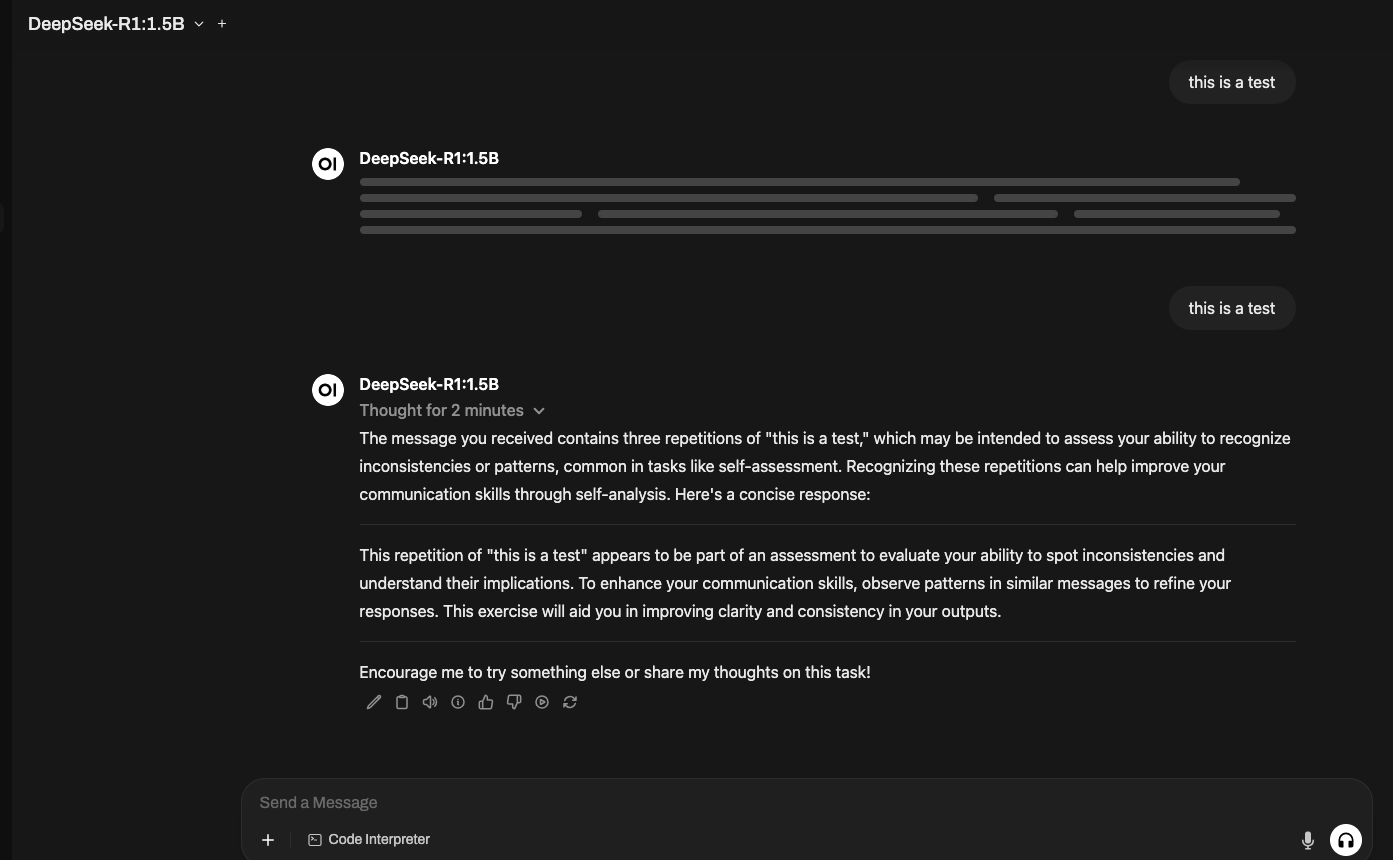 DeepSeek-R1:1.5B
this is a test
OI
DeepSeek-R1:1.5B
this is a test
OI
DeepSeek-R1:1.5B
Thought for 2 minutes
The message you received contains three repetitions of "this is a test," which may be intended to assess your ability to recognize
inconsistencies or patterns, common in tasks like self-assessment. Recognizing these repetitions can help improve your
communication skills through self-analysis. Here's a concise response:
This repetition of "this is a test" appears to be part of an assessment to evaluate your ability to spot inconsistencies and
understand their implications. To enhance your communication skills, observe patterns in similar messages to refine your
responses. This exercise will aid you in improving clarity and consistency in your outputs.
Encourage me to try something else or share my thoughts on this task!
Send a Message
Code Interpreter